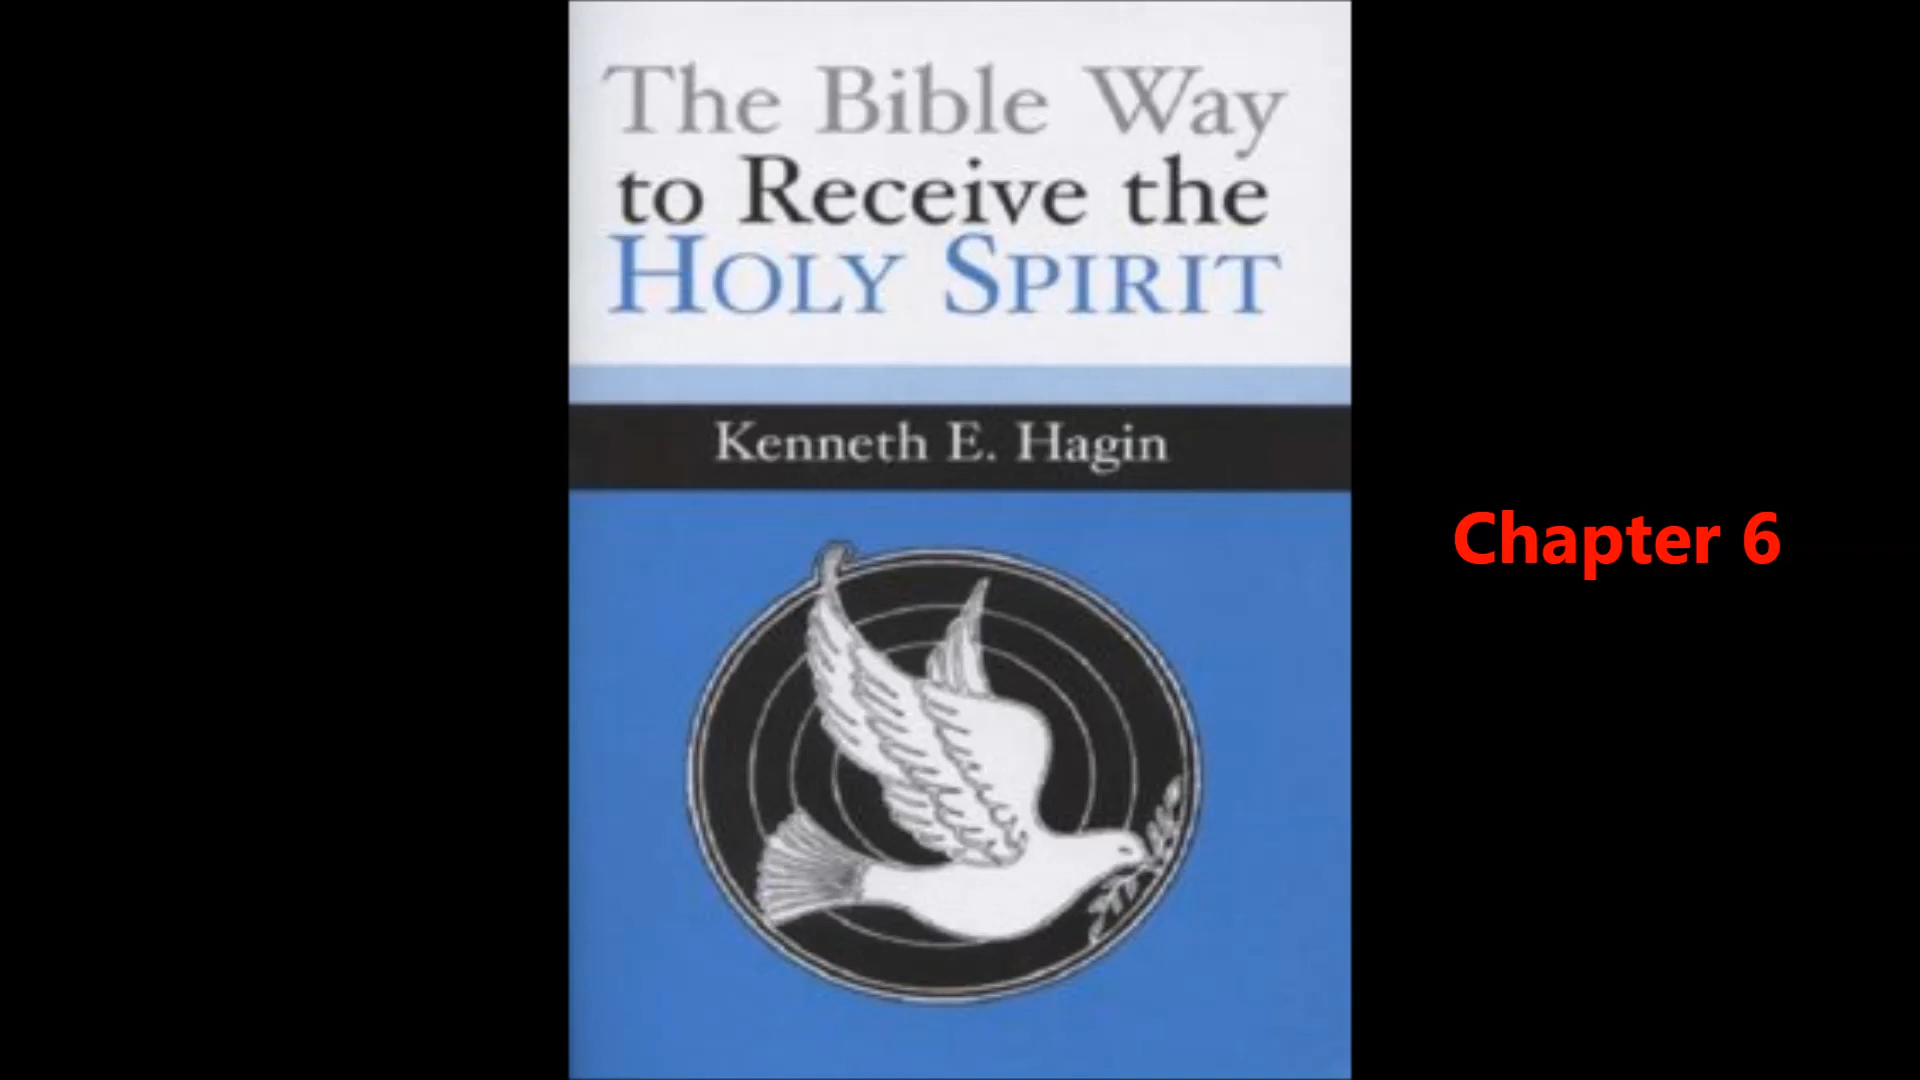 The Bible Way
to Receive the
HOLY SPIRIT
Kenneth E. Hagin
Chapter 6